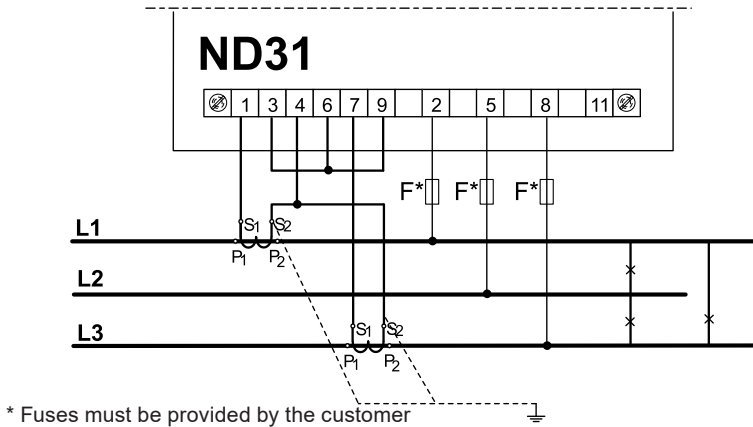 ND31
1 3 4 6 7 9 2 5 8 11
F* F* F*
S1 S2
L1
P1 P2
L2
S1 S2
L3
P1 P2
* Fuses must be provided by the customer